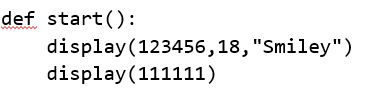 def start():
    display(123456,18,"Smiley")
    display(111111)